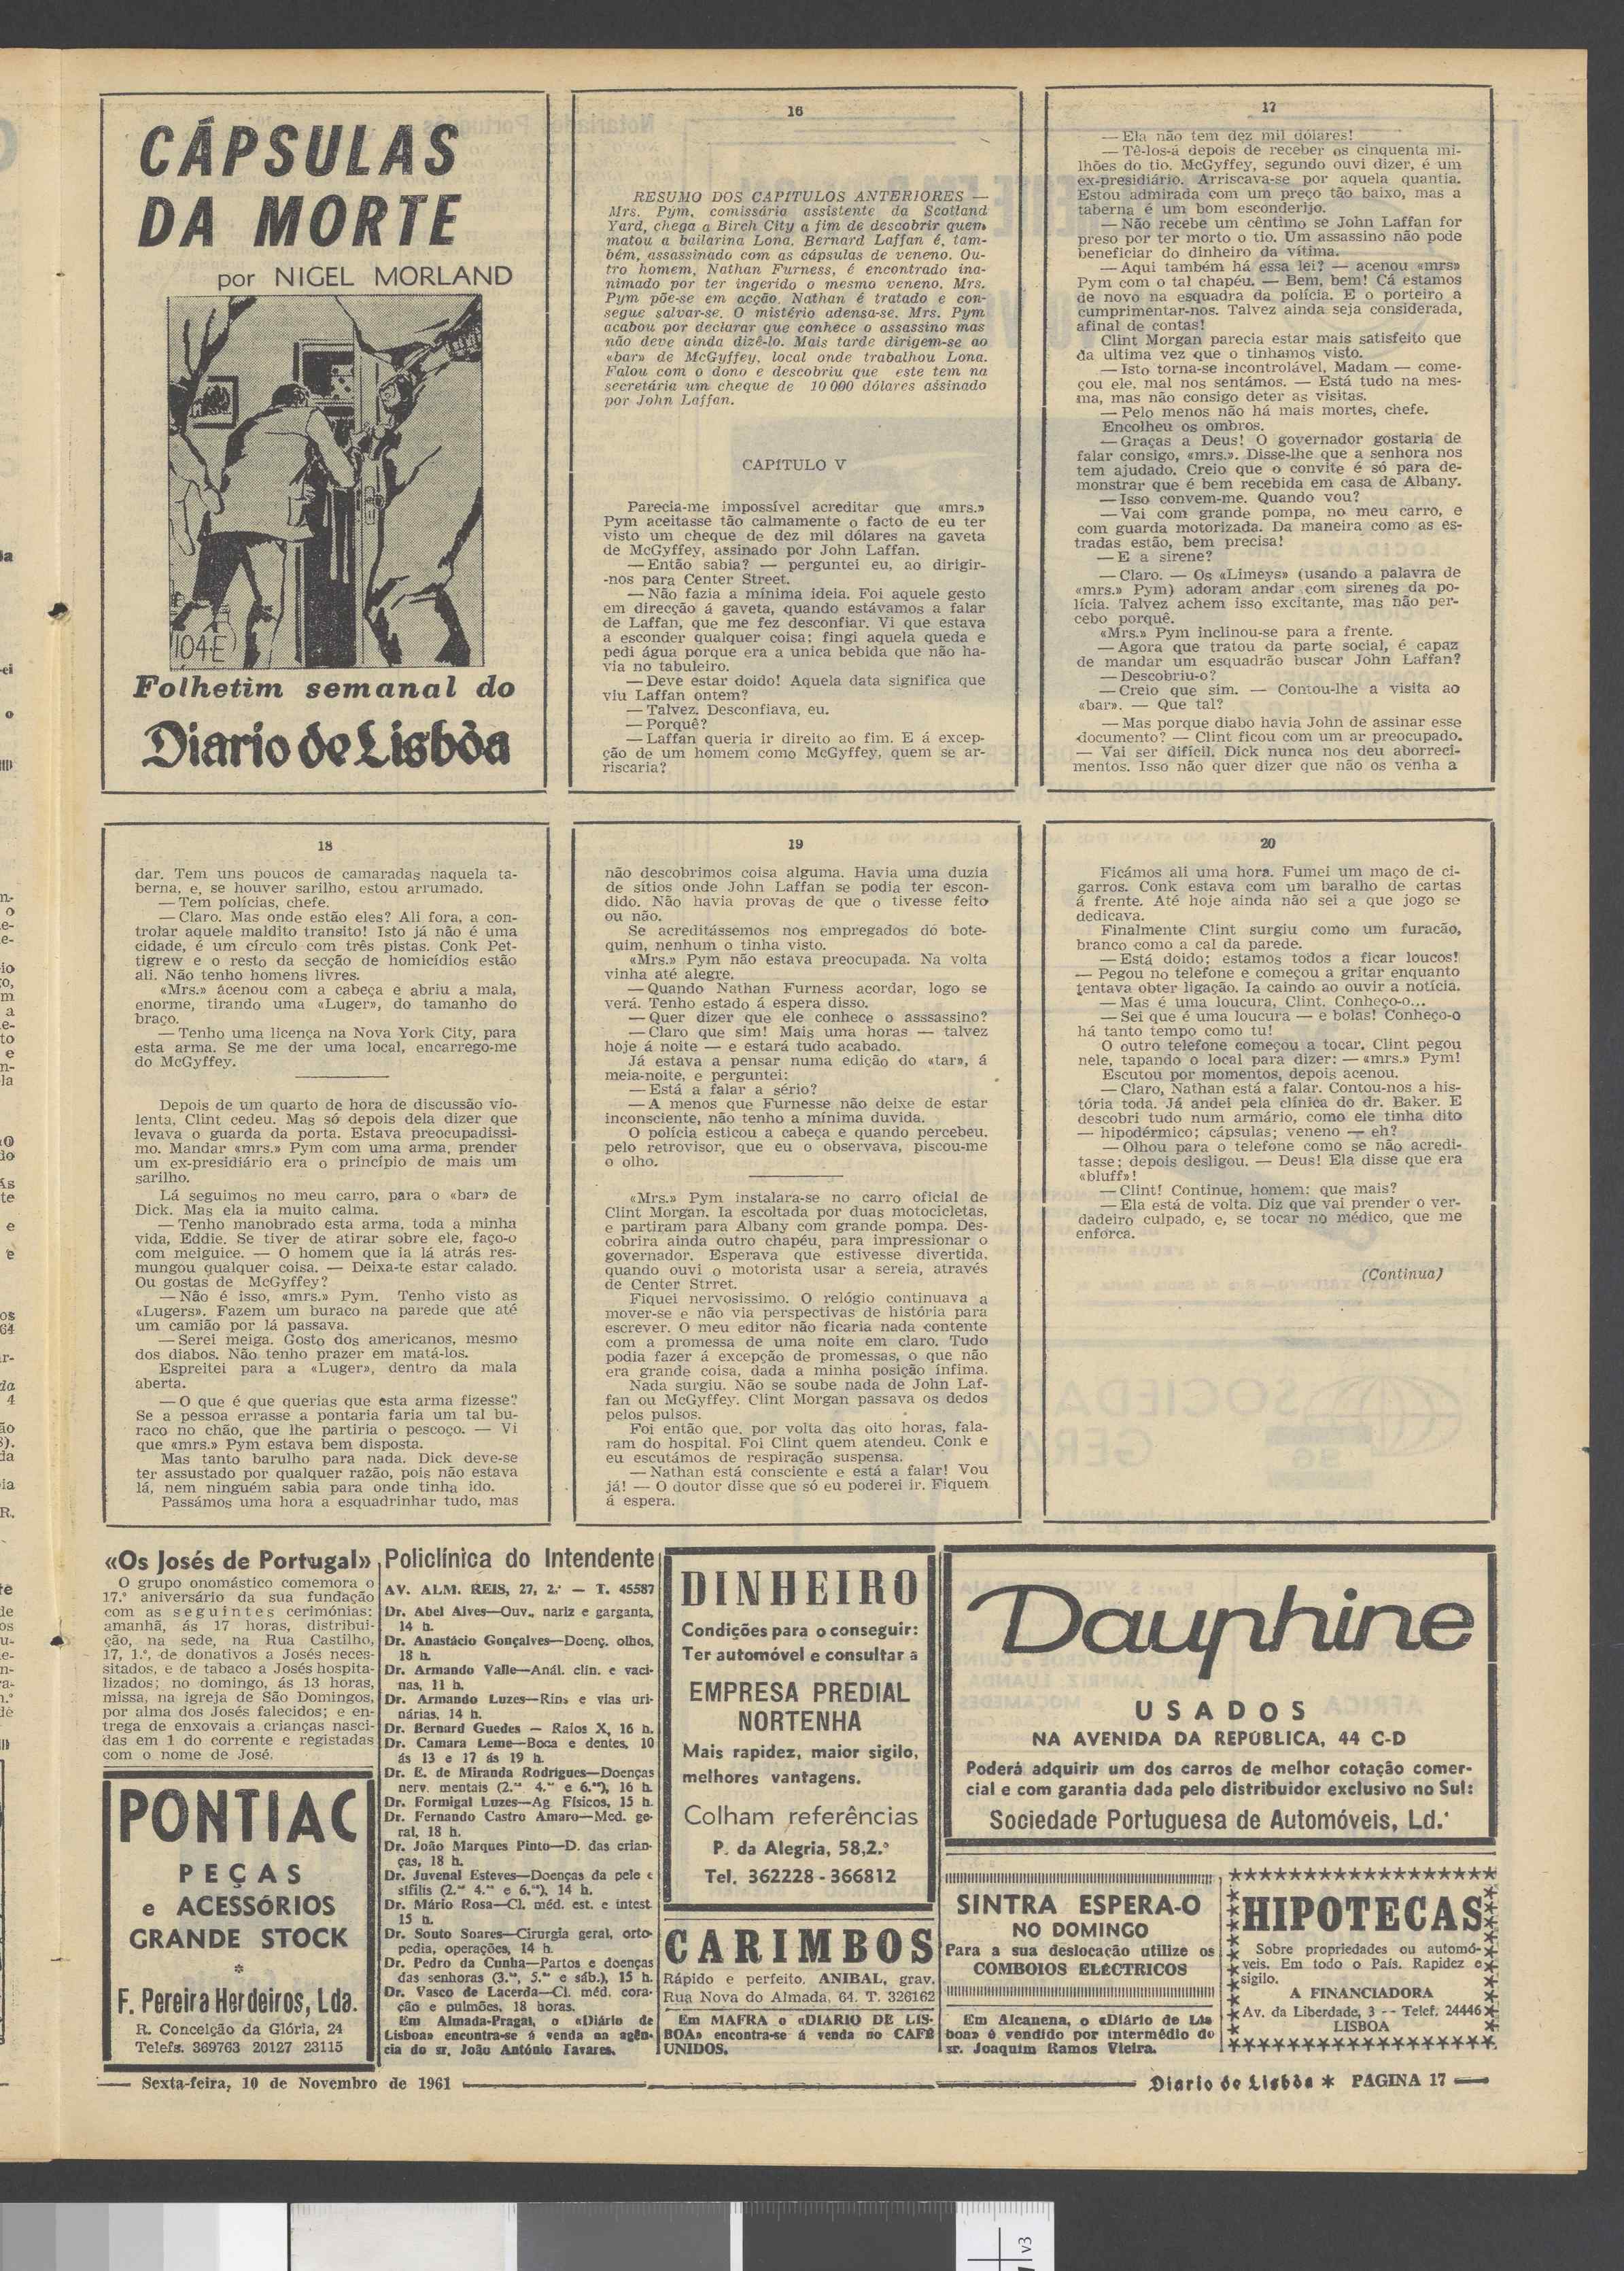 CÁPSULAS
DA MORTE
por NIGEL MORLAND
104E
Folhetim semanal do
Diario de Lisbôa
16
RESUMO DOS CAPÍTULOS ANTERIORES —
Mrs. Pym, comissária assistente da Scotland
Yard, chega a Birch City a fim de descobrir quem
matou a bailarina Lona. Bernard Laffan é, tam-
bém, assassinado com as cápsulas de veneno. Ou-
tro homem, Nathan Furness, é encontrado ina-
nimado por ter ingerido o mesmo veneno. Mrs.
Pym põe-se em acção. Nathan é tratado e con-
segue salvar-se. O mistério adensa-se. Mrs. Pym
acabou por declarar que conhece o assassino mas
não deve ainda dizê-lo. Mais tarde dirigem-se ao
«bar» de McGyffey, local onde trabalhou Lona.
Falou com o dono e descobriu que este tem na
secretária um cheque de 10 000 dólares assinado
por John Laffan.
CAPITULO V
Parecia-me impossível acreditar que «mrs.»
Pym aceitasse tão calmamente o facto de eu ter
visto um cheque de dez mil dólares na gaveta
de McGyffey, assinado por John Laffan.
— Então sabia? — perguntei eu, ao dirigir-
-nos para Center Street.
— Não fazia a mínima ideia. Foi aquele gesto
em direcção á gaveta, quando estávamos a falar
de Laffan, que me fez desconfiar. Vi que estava
a esconder qualquer coisa; fingi aquela queda e
pedi água porque era a unica bebida que não ha-
via no tabuleiro.
— Deve estar doido! Aquela data significa que
viu Laffan ontem?
— Talvez. Desconfiava, eu.
— Porquê?
— Laffan queria ir direito ao fim. E á excep-
ção de um homem como McGyffey, quem se ar-
riscaria?
17
— Ela não tem dez mil dólares!
— Tê-los-á depois de receber os cinquenta mi-
lhões do tio. McGyffey, segundo ouvi dizer, é um
ex-presidiário. Arriscava-se por aquela quantia.
Estou admirada com um preço tão baixo, mas a
taberna é um bom esconderijo.
— Não recebe um cêntimo se John Laffan for
preso por ter morto o tio. Um assassino não pode
beneficiar do dinheiro da vítima.
— Aqui também há essa lei? — acenou «mrs»
Pym com o tal chapéu. — Bem, bem! Cá estamos
de novo na esquadra da polícia. E o porteiro a
cumprimentar-nos. Talvez ainda seja considerada,
afinal de contas!
Clint Morgan parecia estar mais satisfeito que
da ultima vez que o tinhamos visto.
— Isto torna-se incontrolável, Madam — come-
çou ele, mal nos sentámos. — Está tudo na mes-
ma, mas não consigo deter as visitas.
— Pelo menos não há mais mortes, chefe.
Encolheu os ombros.
— Graças a Deus! O governador gostaria de
falar consigo, «mrs.». Disse-lhe que a senhora nos
tem ajudado. Creio que o convite é só para de-
monstrar que é bem recebida em casa de Albany.
— Isso convem-me. Quando vou?
— Vai com grande pompa, no meu carro, e
com guarda motorizada. Da maneira como as es-
tradas estão, bem precisa!
— E a sirene?
— Claro. — Os «Limeys» (usando a palavra de
«mrs.» Pym) adoram andar com sirenes da po-
lícia. Talvez achem isso excitante, mas não per-
cebo porquê.
«Mrs.» Pym inclinou-se para a frente.
— Agora que tratou da parte social, é capaz
de mandar um esquadrão buscar John Laffan?
— Descobriu-o?
— Creio que sim. — Contou-lhe a visita ao
«bar». — Que tal?
— Mas porque diabo havia John de assinar esse
documento? — Clint ficou com um ar preocupado.
— Vai ser difícil. Dick nunca nos deu aborreci-
mentos. Isso não quer dizer que não os venha a
18
dar. Tem uns poucos de camaradas naquela ta-
berna, e, se houver sarilho, estou arrumado.
— Tem polícias, chefe.
— Claro. Mas onde estão eles? Ali fora, a con-
trolar aquele maldito transito! Isto já não é uma
cidade, é um círculo com três pistas. Conk Pet-
tigrew e o resto da secção de homicídios estão
ali. Não tenho homens livres.
«Mrs.» ácenou com a cabeça e abriu a mala,
enorme, tirando uma «Luger», do tamanho do
braço.
— Tenho uma licença na Nova York City, para
esta arma. Se me der uma local, encarrego-me
do McGyffey.
Depois de um quarto de hora de discussão vio-
lenta, Clint cedeu. Mas só depois dela dizer que
levava o guarda da porta. Estava preocupadissi-
mo. Mandar «mrs.» Pym com uma arma, prender
um ex-presidiário era o princípio de mais um
sarilho.
Lá seguimos no meu carro, para o «bar» de
Dick. Mas ela ia muito calma.
— Tenho manobrado esta arma, toda a minha
vida, Eddie. Se tiver de atirar sobre ele, faço-o
com meiguice. — O homem que ia lá atrás res-
mungou qualquer coisa. — Deixa-te estar calado.
Ou gostas de McGyffey?
— Não é isso, «mrs.» Pym. Tenho visto as
«Lugers». Fazem um buraco na parede que até
um camião por lá passava.
— Serei meiga. Gosto dos americanos, mesmo
dos diabos. Não tenho prazer em matá-los.
Espreitei para a «Luger», dentro da mala
aberta.
— O que é que querias que esta arma fizesse?
Se a pessoa errasse a pontaria faria um tal bu-
raco no chão, que lhe partiria o pescoço. — Vi
que «mrs.» Pym estava bem disposta.
Mas tanto barulho para nada. Dick deve-se
ter assustado por qualquer razão, pois não estava
lá, nem ninguém sabia para onde tinha ido.
Passámos uma hora a esquadrinhar tudo, mas
19
não descobrimos coisa alguma. Havia uma duzia
de sítios onde John Laffan se podia ter escon-
dido. Não havia provas de que o tivesse feito
ou não.
Se acreditássemos nos empregados do bote-
quim, nenhum o tinha visto.
«Mrs.» Pym não estava preocupada. Na volta
vinha até alegre.
— Quando Nathan Furness acordar, logo se
verá. Tenho estado á espera disso.
— Quer dizer que ele conhece o asssassino?
— Claro que sim! Mais uma horas — talvez
hoje á noite — e estará tudo acabado.
Já estava a pensar numa edição do «tar», á
meia-noite, e perguntei:
— Está a falar a sério?
— A menos que Furnesse não deixe de estar
inconsciente, não tenho a mínima duvida.
O polícia esticou a cabeça e quando percebeu,
pelo retrovisor, que eu o observava, piscou-me
o olho.
«Mrs.» Pym instalara-se no carro oficial de
Clint Morgan. Ia escoltada por duas motocicletas,
e partiram para Albany com grande pompa. Des-
cobrira ainda outro chapéu, para impressionar o
governador. Esperava que estivesse divertida,
quando ouvi o motorista usar a sereia, através
de Center Strret.
Fiquei nervosissimo. O relógio continuava a
mover-se e não via perspectivas de história para
escrever. O meu editor não ficaria nada contente
com a promessa de uma noite em claro. Tudo
podia fazer á excepção de promessas, o que não
era grande coisa, dada a minha posição ínfima.
Nada surgiu. Não se soube nada de John Laf-
fan ou McGyffey. Clint Morgan passava os dedos
pelos pulsos.
Foi então que, por volta das oito horas, fala-
ram do hospital. Foi Clint quem atendeu. Conk e
eu escutámos de respiração suspensa.
— Nathan está consciente e está a falar! Vou
já! — O doutor disse que só eu poderei ir. Fiquem
á espera.
20
Ficámos ali uma hora. Fumei um maço de ci-
garros. Conk estava com um baralho de cartas
á frente. Até hoje ainda não sei a que jogo se
dedicava.
Finalmente Clint surgiu como um furacão,
branco como a cal da parede.
— Está doido; estamos todos a ficar loucos!
— Pegou no telefone e começou a gritar enquanto
tentava obter ligação. Ia caindo ao ouvir a notícia.
— Mas é uma loucura, Clint. Conheço-o...
— Sei que é uma loucura — e bolas! Conheço-o
há tanto tempo como tu!
O outro telefone começou a tocar. Clint pegou
nele, tapando o local para dizer: — «mrs.» Pym!
Escutou por momentos, depois acenou.
— Claro, Nathan está a falar. Contou-nos a his-
tória toda. Já andei pela clínica do dr. Baker. E
descobri tudo num armário, como ele tinha dito
— hipodérmico; cápsulas; veneno — eh?
— Olhou para o telefone como se não acredi-
tasse; depois desligou. — Deus! Ela disse que era
«bluff»!
— Clint! Continue, homem: que mais?
— Ela está de volta. Diz que vai prender o ver-
dadeiro culpado, e, se tocar no médico, que me
enforca.
(Continua)
«Os Josés de Portugal»
O grupo onomástico comemora o
17.º aniversário da sua fundação
com as seguintes cerimónias:
amanhã, ás 17 horas, distribui-
ção, na sede, na Rua Castilho,
17, 1.º, de donativos a Josés neces-
sitados, e de tabaco a Josés hospita-
lizados; no domingo, ás 13 horas,
missa, na igreja de São Domingos,
por alma dos Josés falecidos; e en-
trega de enxovais a crianças nasci-
das em 1 do corrente e registadas
com o nome de José.
PONTIAC
PEÇAS
e ACESSÓRIOS
GRANDE STOCK
*
F. Pereira Herdeiros, Lda.
R. Conceição da Glória, 24
Telefs. 369763 20127 23115
Policlínica do Intendente
AV. ALM. REIS, 27, 2.º — T. 45587
Dr. Abel Alves—Ouv., nariz e garganta,
14 h.
Dr. Anastácio Gonçalves—Doenç. olhos,
18 h.
Dr. Armando Valle—Anál. clín. e vaci-
nas, 11 h.
Dr. Armando Luzes—Rins e vias uri-
nárias, 14 h.
Dr. Bernard Guedes — Raios X, 16 h.
Dr. Camara Leme—Boca e dentes, 10
ás 13 e 17 ás 19 h.
Dr. E. de Miranda Rodrigues—Doenças
nerv. mentais (2.ªˢ 4.ªˢ e 6.ªˢ), 16 h.
Dr. Formigal Luzes—Ag. Físicos, 15 h.
Dr. Fernando Castro Amaro—Med. ge-
ral, 18 h.
Dr. João Marques Pinto—D. das crian-
ças, 18 h.
Dr. Juvenal Esteves—Doenças da pele e
sífilis (2.ªˢ 4.ªˢ e 6.ªˢ), 14 h.
Dr. Mário Rosa—Cl. méd. est. e intest.
15 h.
Dr. Souto Soares—Cirurgia geral, orto-
pedia, operações, 14 h.
Dr. Pedro da Cunha—Partos e doenças
das senhoras (3.ªˢ, 5.ªˢ e sáb.), 15 h.
Dr. Vasco de Lacerda—Cl. méd. cora-
ção e pulmões, 18 horas.
Em Almada-Pragal, o «Diário de
Lisboa» encontra-se á venda na agên-
cia do sr. João António Tavares.
DINHEIRO
Condições para o conseguir:
Ter automóvel e consultar a
EMPRESA PREDIAL
NORTENHA
Mais rapidez, maior sigilo,
melhores vantagens.
Colham referências
P. da Alegria, 58,2.º
Tel. 362228 - 366812
CARIMBOS
Rápido e perfeito. ANIBAL, grav.
Rua Nova do Almada, 64. T. 326162
Em MAFRA o «DIARIO DE LIS-
BOA» encontra-se á venda no CAFÉ
UNIDOS.
Dauphine
USADOS
NA AVENIDA DA REPÚBLICA, 44 C-D
Poderá adquirir um dos carros de melhor cotação comer-
cial e com garantia dada pelo distribuidor exclusivo no Sul:
Sociedade Portuguesa de Automóveis, Ld.ª
SINTRA ESPERA-O
NO DOMINGO
Para a sua deslocação utilize os
COMBOIOS ELÉCTRICOS
Em Alcanena, o «Diário de Lis
boa» é vendido por intermédio do
sr. Joaquim Ramos Vieira.
HIPOTECAS
Sobre propriedades ou automó-
veis. Em todo o País. Rapidez e
sigilo.
A FINANCIADORA
Av. da Liberdade, 3 -- Telef. 24446
LISBOA
Sexta-feira, 10 de Novembro de 1961
Diario de Lisbôa * PAGINA 17
V3